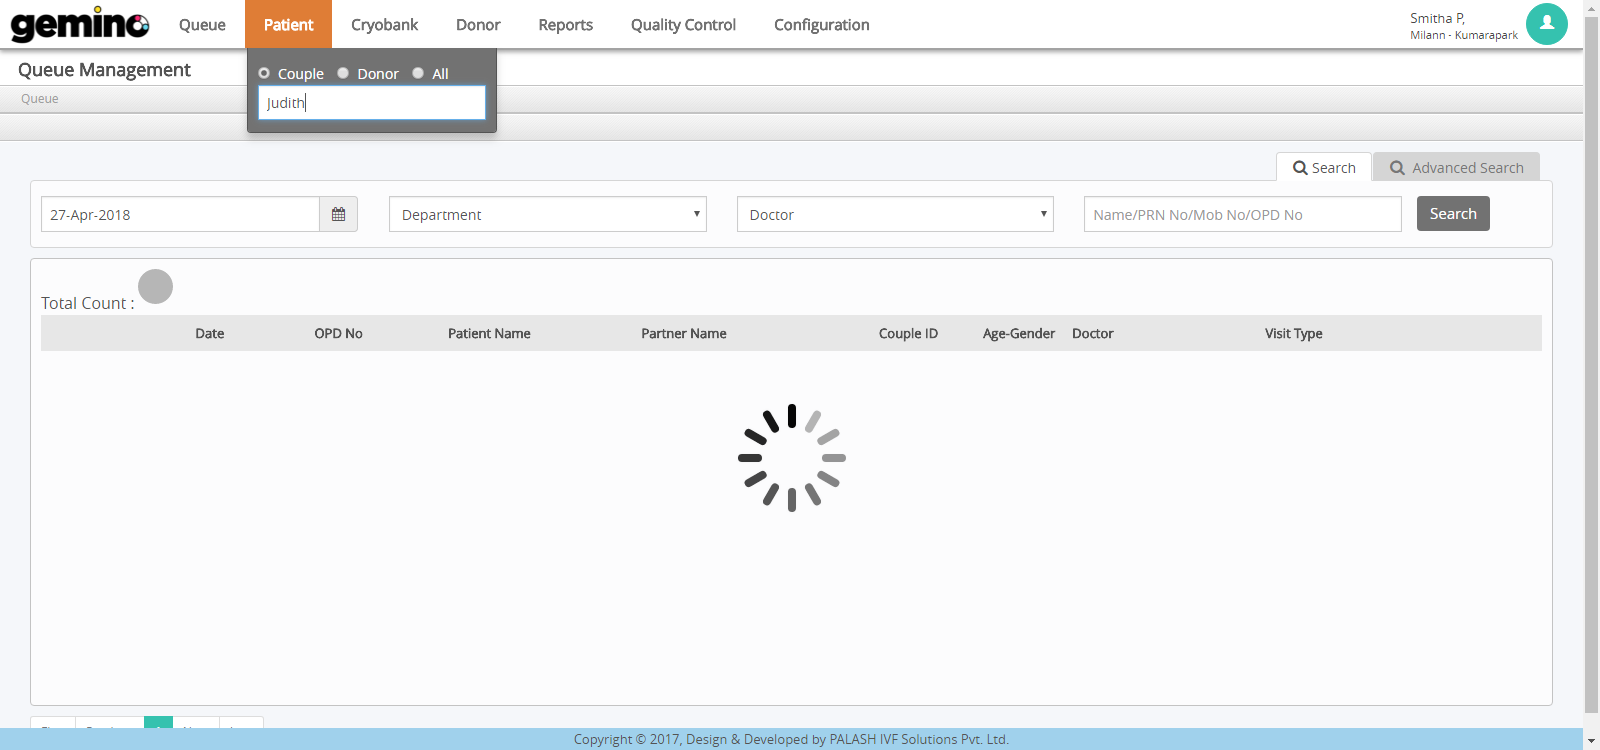 gemino Queue Patient Cryobank Donor Reports Quality Control Configuration
Smitha P,
Milann - Kumarapark
Queue Management
Couple Donor All
Queue
Judith
Search Advanced Search
27-Apr-2018 Department Doctor Name/PRN No/Mob No/OPD No Search
Total Count :
Date OPD No Patient Name Partner Name Couple ID Age-Gender Doctor Visit Type
Copyright © 2017, Design & Developed by PALASH IVF Solutions Pvt. Ltd.